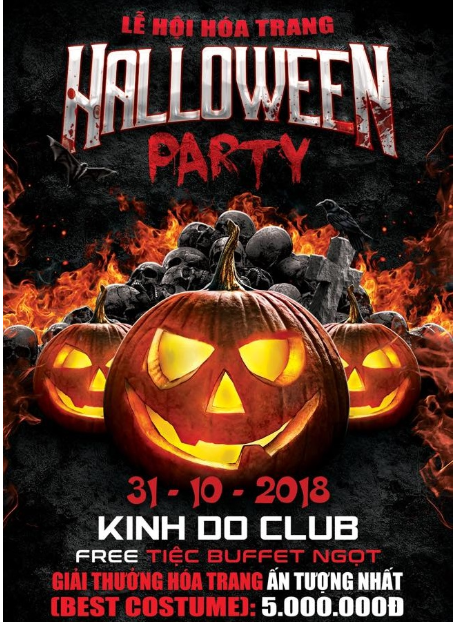 LỄ HỘI HÓA TRANG
HALLOWEEN
PARTY
31 - 10 - 2018
KINH DO CLUB
FREE TIỆC BUFFET NGỌT
GIẢI THƯỞNG HÓA TRANG ẤN TƯỢNG NHẤT
(BEST COSTUME): 5.000.000Đ